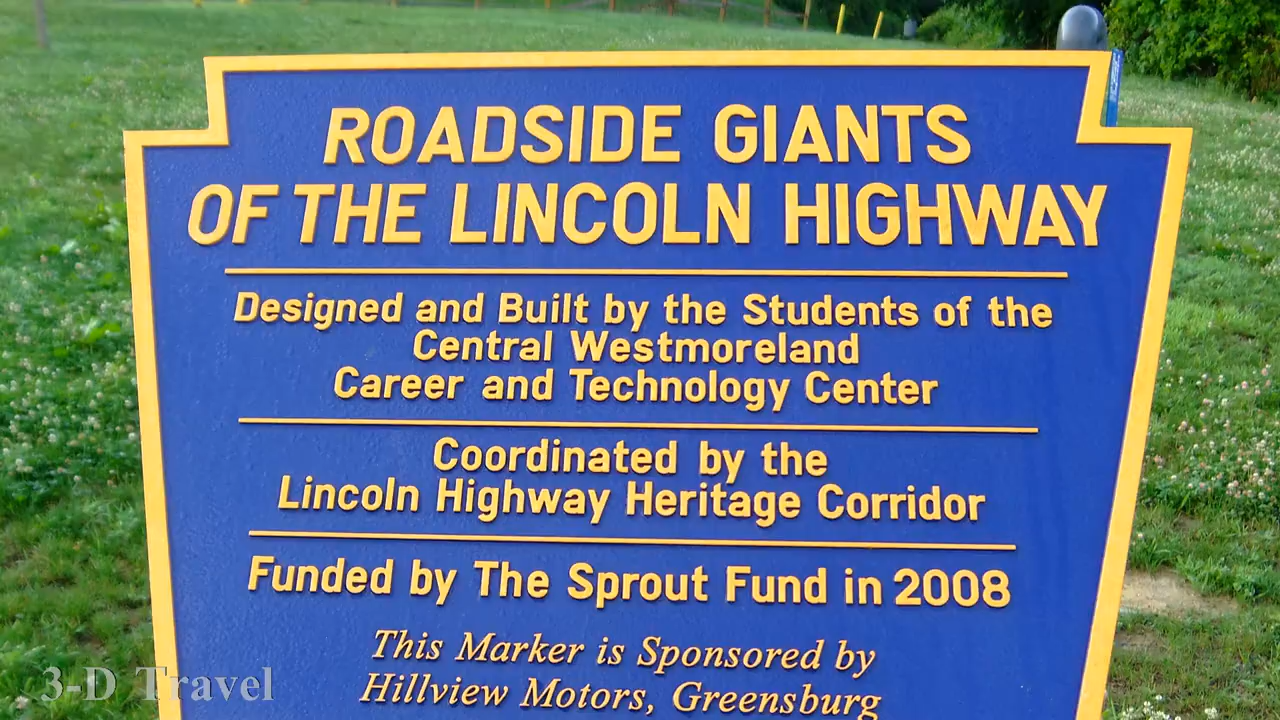 ROADSIDE GIANTS
OF THE LINCOLN HIGHWAY
Designed and Built by the Students of the
Central Westmoreland
Career and Technology Center
Coordinated by the
Lincoln Highway Heritage Corridor
Funded by The Sprout Fund in 2008
This Marker is Sponsored by
Hillview Motors, Greensburg
3-D Travel